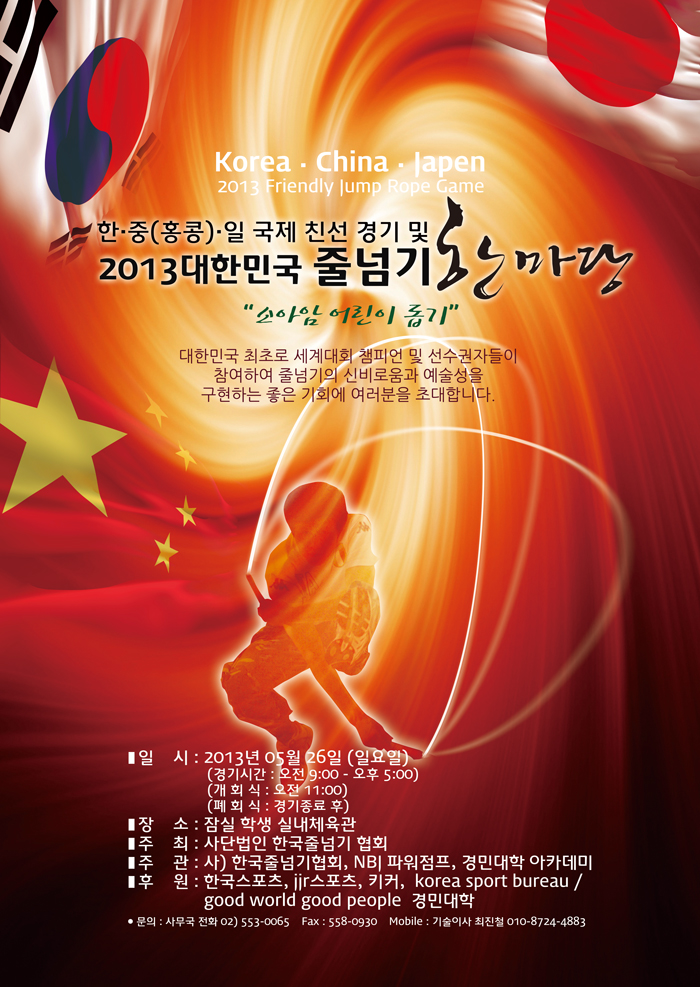 Korea · China · Japen
2013 Friendly Jump Rope Game
한·중(홍콩)·일 국제 친선 경기 및
2013대한민국 줄넘기 한마당
“소아암 어린이 돕기”
대한민국 최초로 세계대회 챔피언 및 선수권자들이
참여하여 줄넘기의 신비로움과 예술성을
구현하는 좋은 기회에 여러분을 초대합니다.
일 시 : 2013년 05월 26일 (일요일)
(경기시간 : 오전 9:00 - 오후 5:00)
(개 회 식 : 오전 11:00)
(폐 회 식 : 경기종료 후)
장 소 : 잠실 학생 실내체육관
주 최 : 사단법인 한국줄넘기 협회
주 관 : 사) 한국줄넘기협회, NBJ 파워점프, 경민대학 아카데미
후 원 : 한국스포츠, jjr스포츠, 키커, korea sport bureau /
good world good people 경민대학
• 문의 : 사무국 전화 02) 553-0065 Fax : 558-0930 Mobile : 기술이사 최진철 010-8724-4883